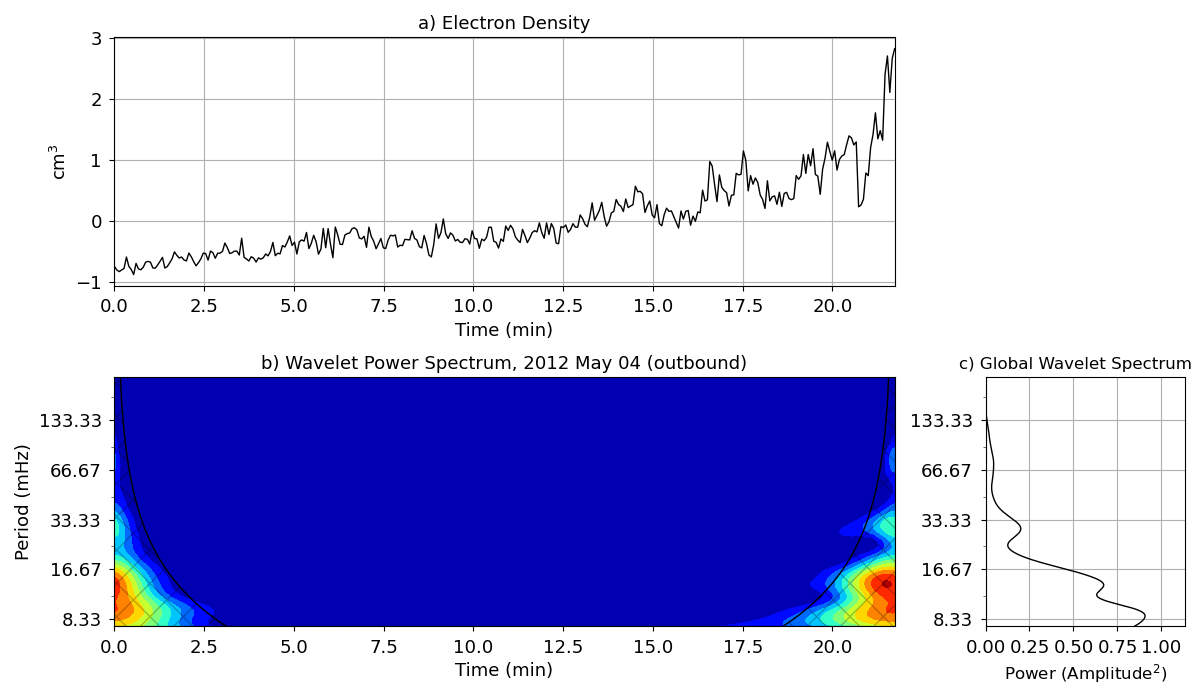 a) Electron Density
3
2
1
0
−1
cm³
0.0 2.5 5.0 7.5 10.0 12.5 15.0 17.5 20.0
Time (min)
b) Wavelet Power Spectrum, 2012 May 04 (outbound)
133.33
66.67
33.33
16.67
8.33
Period (mHz)
0.0 2.5 5.0 7.5 10.0 12.5 15.0 17.5 20.0
Time (min)
c) Global Wavelet Spectrum
133.33
66.67
33.33
16.67
8.33
0.00 0.25 0.50 0.75 1.00
Power (Amplitude²)